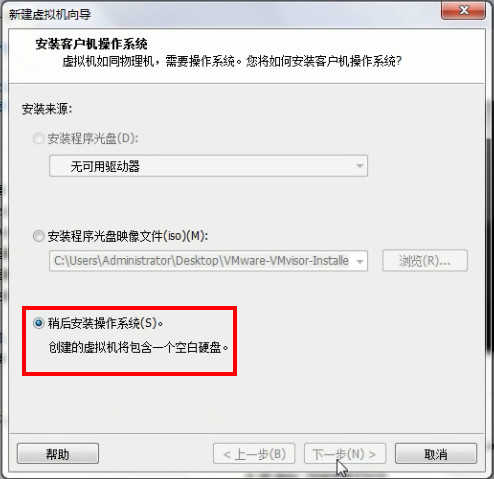 新建虚拟机向导
安装客户机操作系统
虚拟机如同物理机，需要操作系统。您将如何安装客户机操作系统?
安装来源:
安装程序光盘(D):
无可用驱动器
安装程序光盘映像文件(iso)(M):
C:\Users\Administrator\Desktop\VMware-VMvisor-Installe
浏览(R)...
稍后安装操作系统(S)。
创建的虚拟机将包含一个空白硬盘。
帮助
< 上一步(B)
下一步(N) >
取消